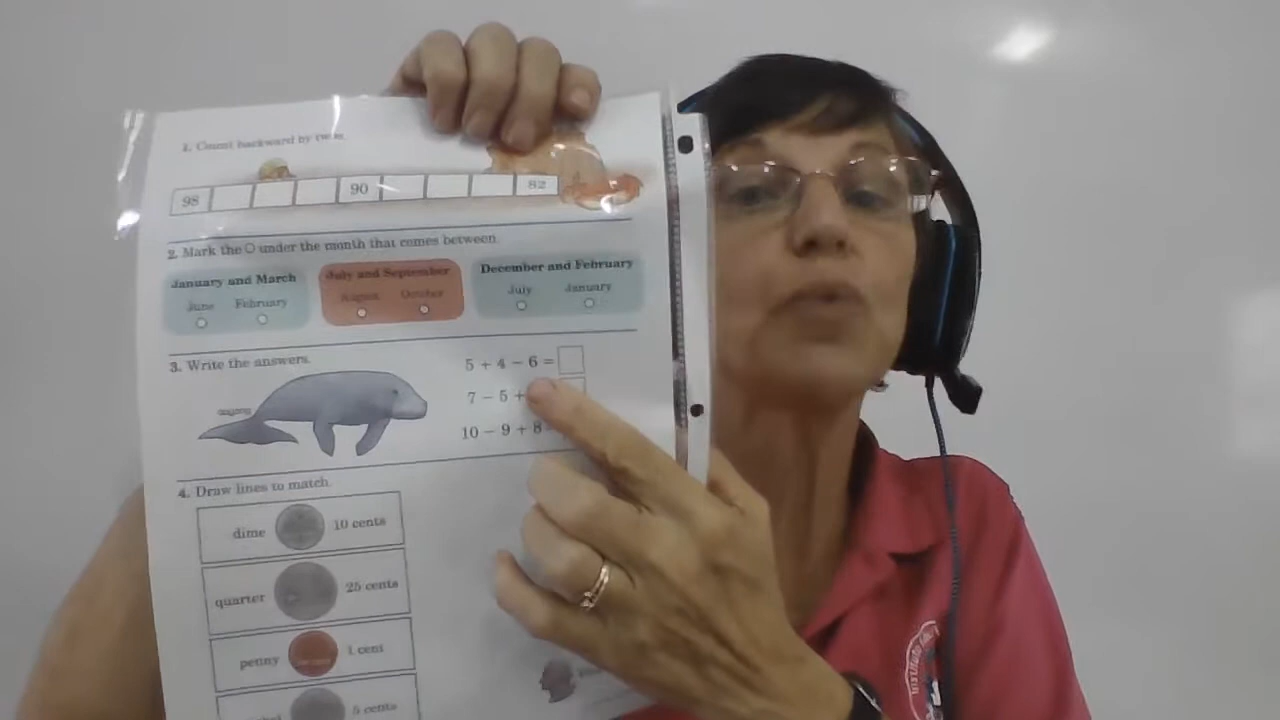 1. Count backward by twos.
98 90 82
2. Mark the O under the month that comes between.
January and March July and September December and February
June February August October July January
3. Write the answers.
dugong
5 + 4 − 6 =
7 − 5 +
10 − 9 + 8
4. Draw lines to match.
dime 10 cents
quarter 25 cents
penny 1 cent
5 cents